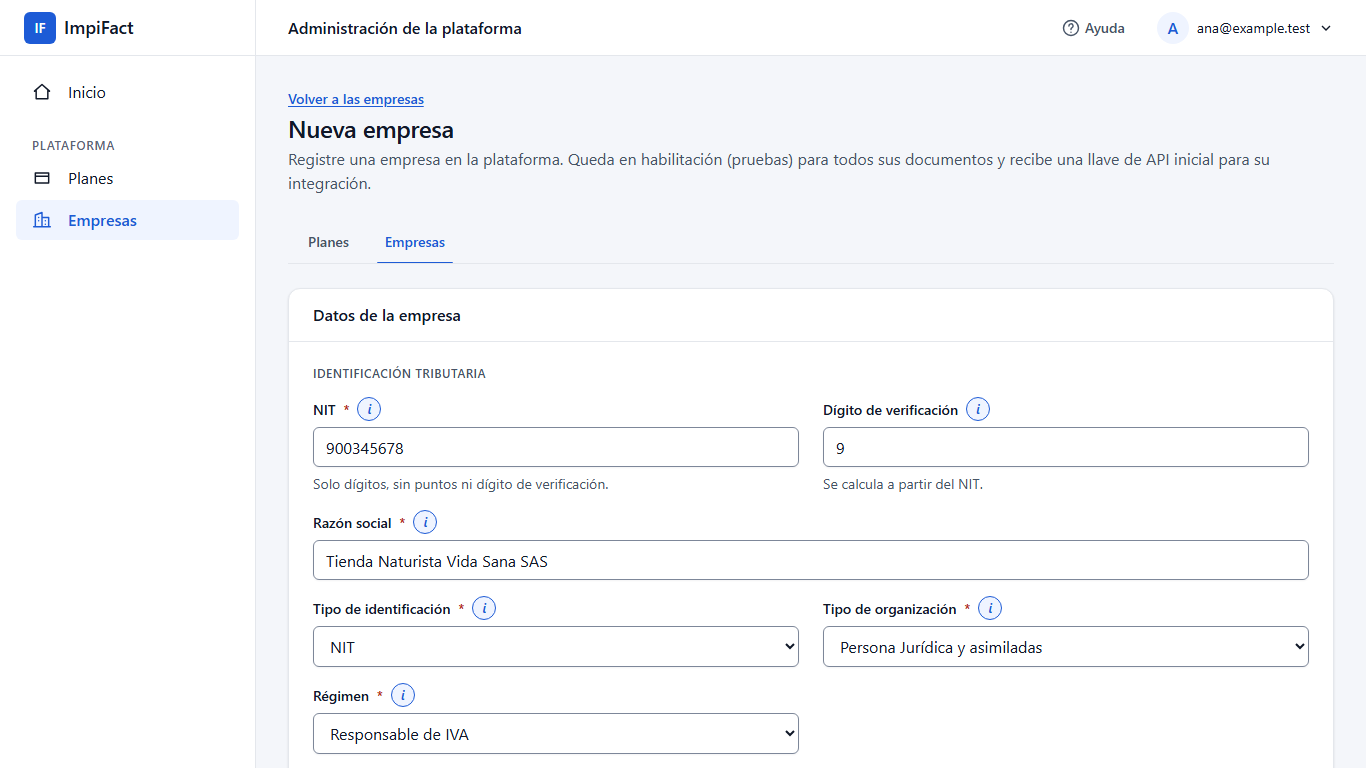 IF ImpiFact
Administración de la plataforma
Ayuda
A ana@example.test
Inicio
PLATAFORMA
Planes
Empresas
Volver a las empresas
Nueva empresa
Registre una empresa en la plataforma. Queda en habilitación (pruebas) para todos sus documentos y recibe una llave de API inicial para su
integración.
Planes Empresas
Datos de la empresa
IDENTIFICACIÓN TRIBUTARIA
NIT * i
Dígito de verificación i
900345678
9
Solo dígitos, sin puntos ni dígito de verificación.
Se calcula a partir del NIT.
Razón social * i
Tienda Naturista Vida Sana SAS
Tipo de identificación * i
Tipo de organización * i
NIT
Persona Jurídica y asimiladas
Régimen * i
Responsable de IVA